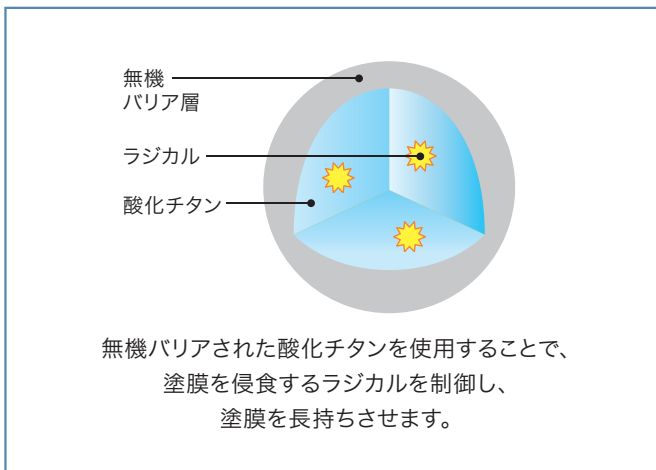 無機
バリア層
ラジカル
酸化チタン
無機バリアされた酸化チタンを使用することで、
塗膜を侵食するラジカルを制御し、
塗膜を長持ちさせます。